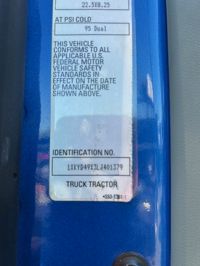 22.5X8.25
AT PSI COLD
95 Dual
THIS VEHICLE
CONFORMS TO ALL
APPLICABLE U.S.
FEDERAL MOTOR
VEHICLE SAFETY
STANDARDS IN
EFFECT ON THE DATE
OF MANUFACTURE
SHOWN ABOVE.
IDENTIFICATION NO.
TRUCK TRACTOR